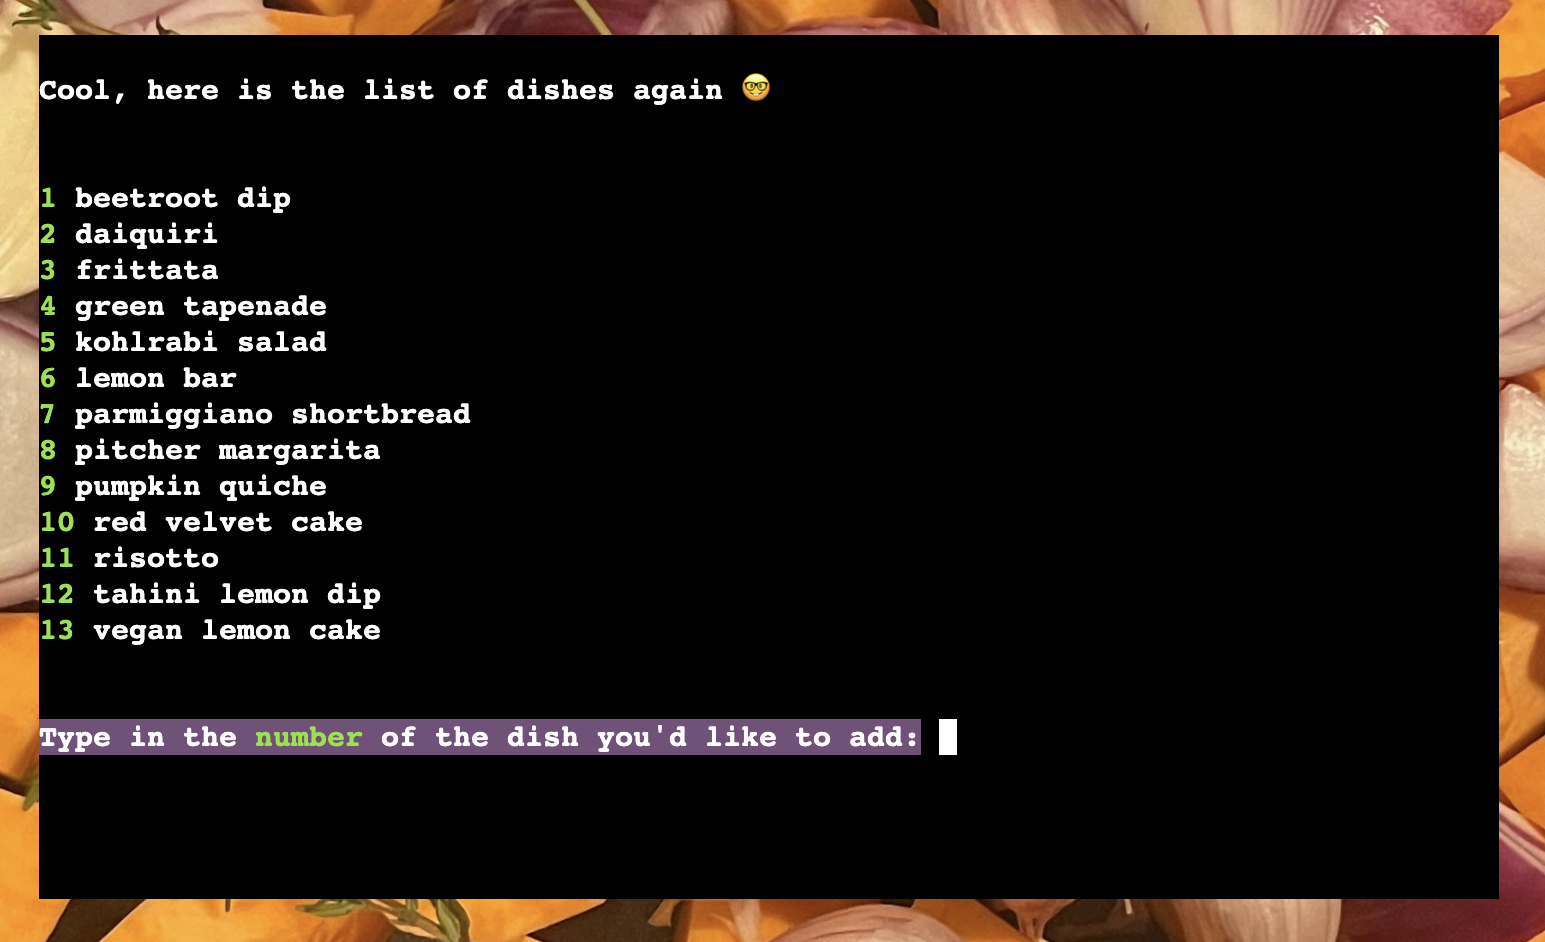 Cool, here is the list of dishes again 🤓
1 beetroot dip
2 daiquiri
3 frittata
4 green tapenade
5 kohlrabi salad
6 lemon bar
7 parmiggiano shortbread
8 pitcher margarita
9 pumpkin quiche
10 red velvet cake
11 risotto
12 tahini lemon dip
13 vegan lemon cake
Type in the number of the dish you'd like to add: